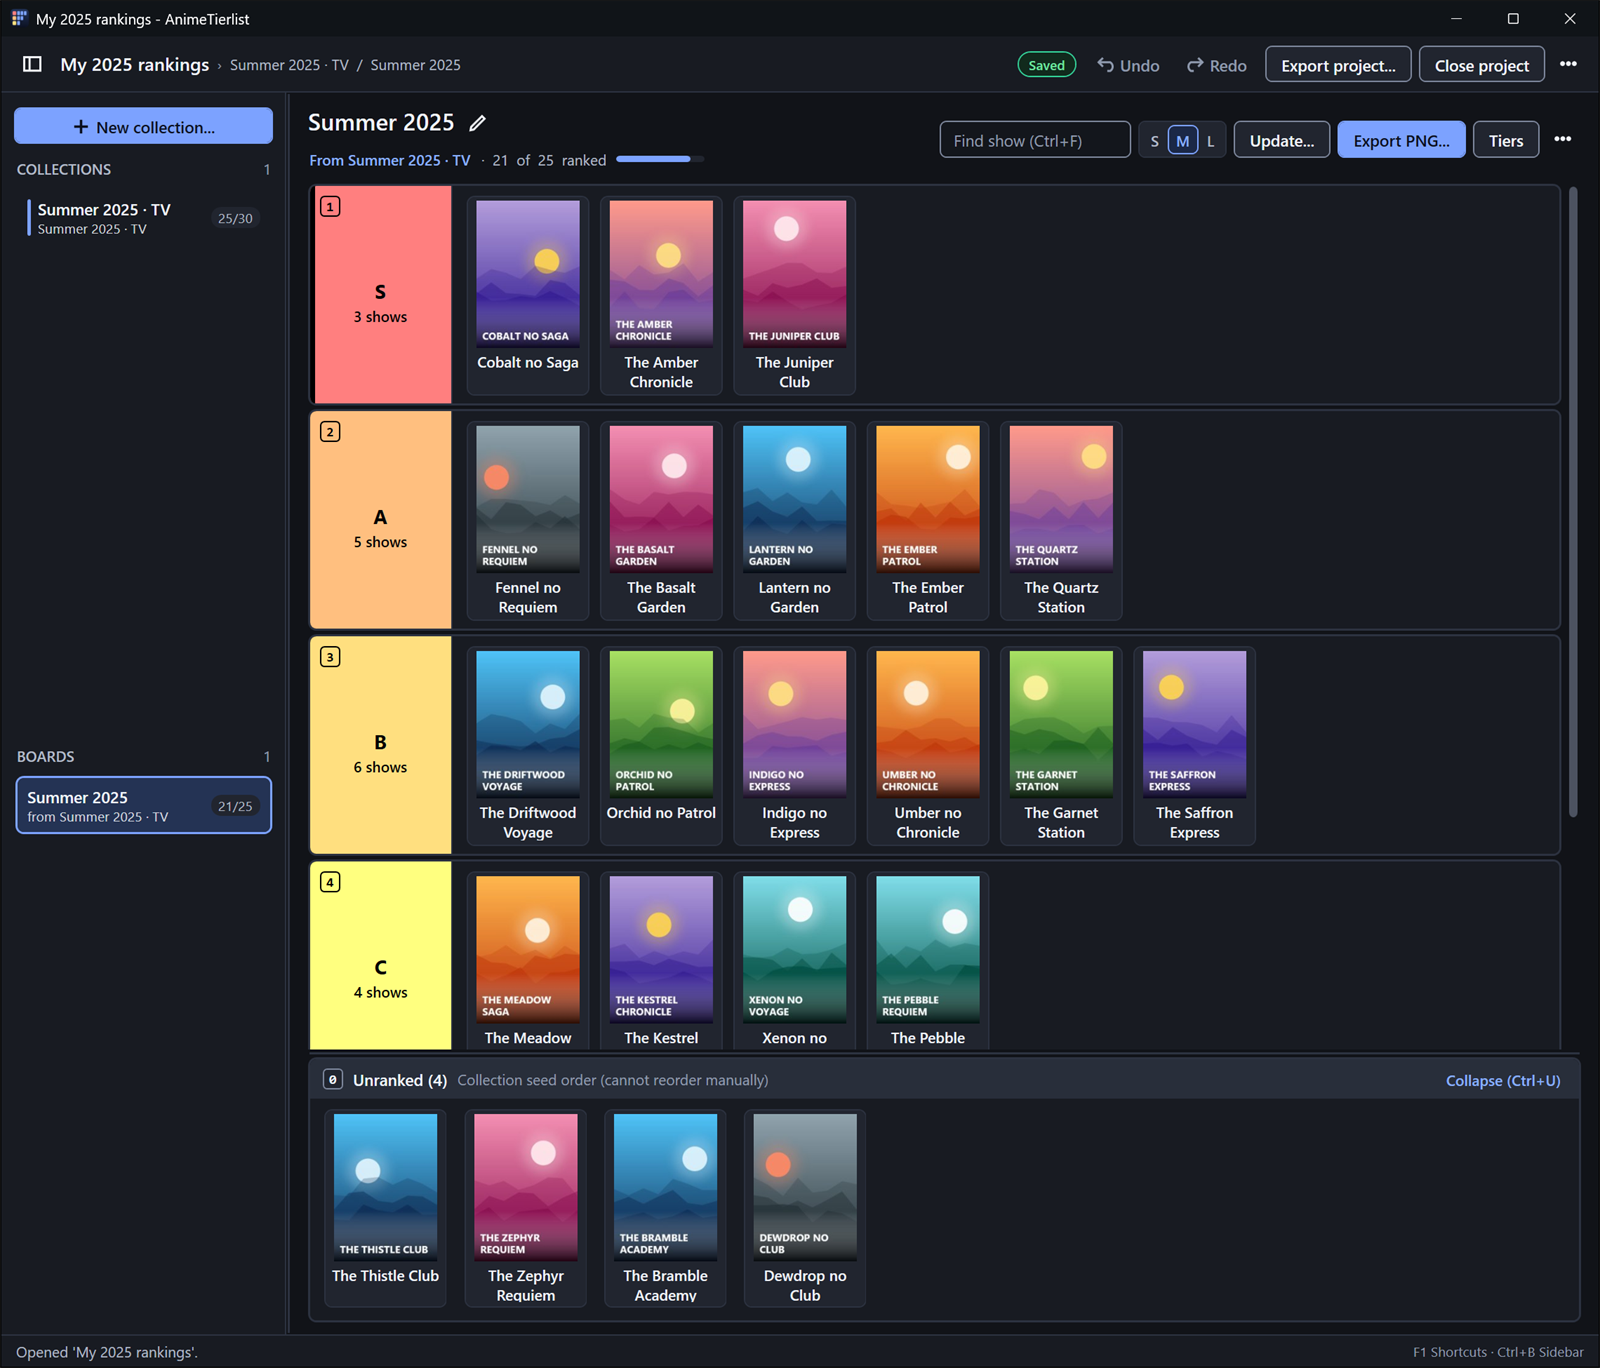 My 2025 rankings - AnimeTierlist
My 2025 rankings › Summer 2025 · TV / Summer 2025
Saved
Undo
Redo
Export project...
Close project
•••
+ New collection...
COLLECTIONS 1
Summer 2025 · TV
Summer 2025 · TV
25/30
BOARDS 1
Summer 2025
from Summer 2025 · TV
21/25
Summer 2025
From Summer 2025 · TV · 21 of 25 ranked
Find show (Ctrl+F)
S M L
Update...
Export PNG...
Tiers
•••
1
S
3 shows
COBALT NO SAGA
Cobalt no Saga
THE AMBER
CHRONICLE
The Amber
Chronicle
THE JUNIPER CLUB
The Juniper
Club
2
A
5 shows
FENNEL NO
REQUIEM
Fennel no
Requiem
THE BASALT
GARDEN
The Basalt
Garden
LANTERN NO
GARDEN
Lantern no
Garden
THE EMBER
PATROL
The Ember
Patrol
THE QUARTZ
STATION
The Quartz
Station
3
B
6 shows
THE DRIFTWOOD
VOYAGE
The Driftwood
Voyage
ORCHID NO
PATROL
Orchid no Patrol
INDIGO NO
EXPRESS
Indigo no
Express
UMBER NO
CHRONICLE
Umber no
Chronicle
THE GARNET
STATION
The Garnet
Station
THE SAFFRON
EXPRESS
The Saffron
Express
4
C
4 shows
THE MEADOW
SAGA
The Meadow
THE KESTREL
CHRONICLE
The Kestrel
XENON NO
VOYAGE
Xenon no
THE PEBBLE
REQUIEM
The Pebble
0
Unranked (4) Collection seed order (cannot reorder manually)
Collapse (Ctrl+U)
THE THISTLE CLUB
The Thistle Club
THE ZEPHYR
REQUIEM
The Zephyr
Requiem
THE BRAMBLE
ACADEMY
The Bramble
Academy
DEWDROP NO
CLUB
Dewdrop no
Club
Opened 'My 2025 rankings'.
F1 Shortcuts · Ctrl+B Sidebar